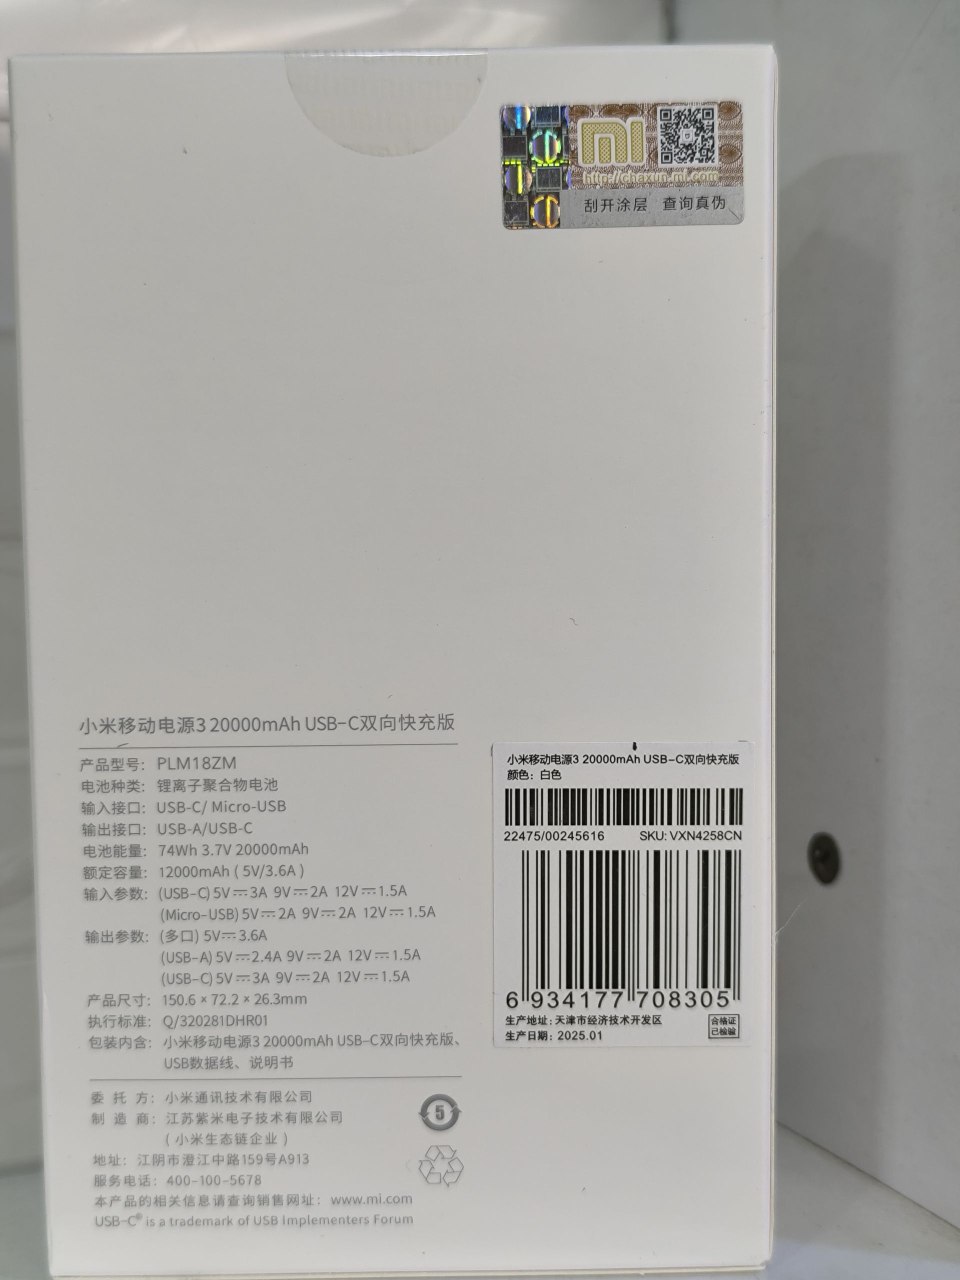 mi
http://chaxun.mi.com
刮开涂层 查询真伪
小米移动电源3 20000mAh USB-C双向快充版
产品型号: PLM18ZM
电池种类: 锂离子聚合物电池
输入接口: USB-C/ Micro-USB
输出接口: USB-A/USB-C
电池能量: 74Wh 3.7V 20000mAh
额定容量: 12000mAh ( 5V/3.6A )
输入参数: (USB-C) 5V⎓3A 9V⎓2A 12V⎓1.5A
(Micro-USB) 5V⎓2A 9V⎓2A 12V⎓1.5A
输出参数: (多口) 5V⎓3.6A
(USB-A) 5V⎓2.4A 9V⎓2A 12V⎓1.5A
(USB-C) 5V⎓3A 9V⎓2A 12V⎓1.5A
产品尺寸: 150.6 × 72.2 × 26.3mm
执行标准: Q/320281DHR01
包装内含: 小米移动电源3 20000mAh USB-C双向快充版、
USB数据线、说明书
委 托 方: 小米通讯技术有限公司
制 造 商: 江苏紫米电子技术有限公司
( 小米生态链企业 )
地址: 江阴市澄江中路159号A913
服务电话: 400-100-5678
本产品的相关信息请查询销售网址: www.mi.com
USB-C® is a trademark of USB Implementers Forum
5
小米移动电源3 20000mAh USB-C双向快充版
颜色: 白色
22475/00245616 SKU: VXN4258CN
6 934177 708305
生产地址: 天津市经济技术开发区
生产日期: 2025.01
合格证
已检验